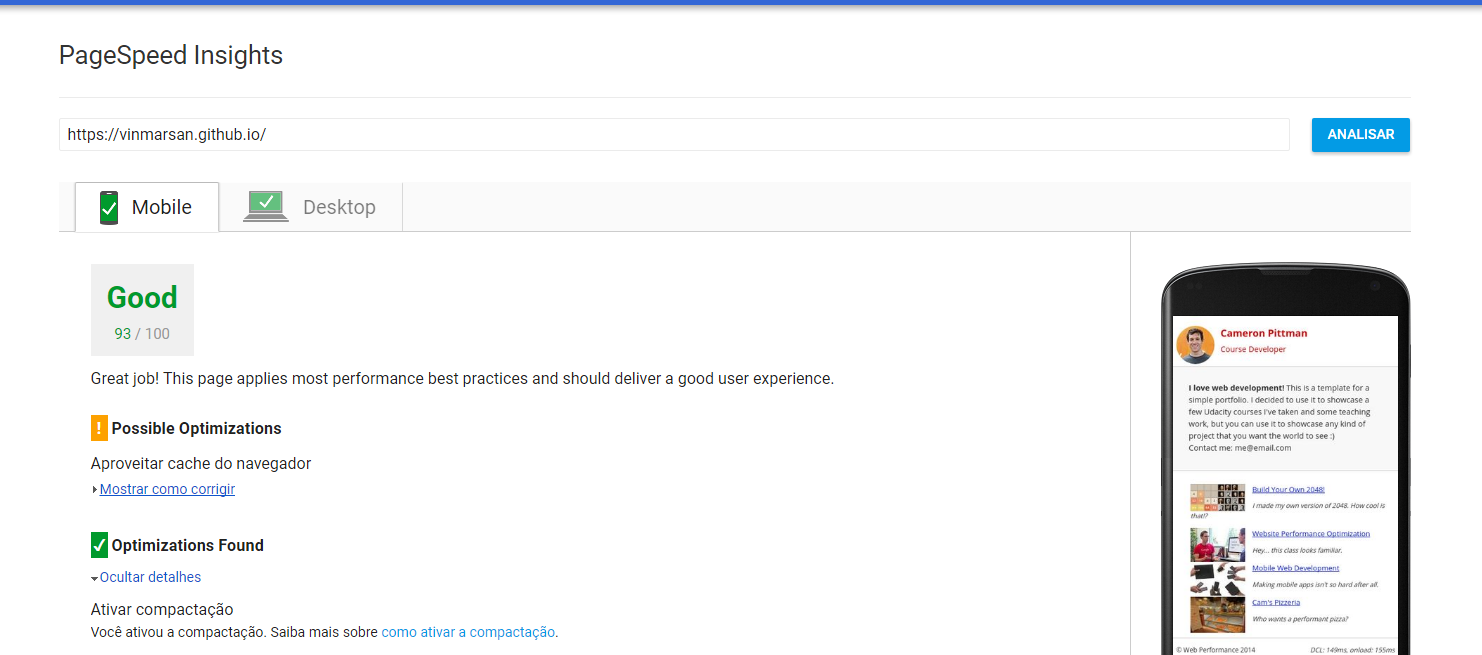 PageSpeed Insights
https://vinmarsan.github.io/
ANALISAR
Mobile
Desktop
Good
93 / 100
Great job! This page applies most performance best practices and should deliver a good user experience.
! Possible Optimizations
Aproveitar cache do navegador
Mostrar como corrigir
Optimizations Found
Ocultar detalhes
Ativar compactação
Você ativou a compactação. Saiba mais sobre como ativar a compactação.
Cameron Pittman
Course Developer
I love web development! This is a template for a
simple portfolio. I decided to use it to showcase a
few Udacity courses I've taken and some teaching
work, but you can use it to showcase any kind of
project that you want the world to see :)
Contact me: me@email.com
Build Your Own 2048!
I made my own version of 2048. How cool is
that!?
Website Performance Optimization
Hey... this class looks familiar.
Mobile Web Development
Making mobile apps isn't so hard after all.
Cam's Pizzeria
Who wants a performant pizza?
© Web Performance 2014
DCL: 149ms, onload: 155ms